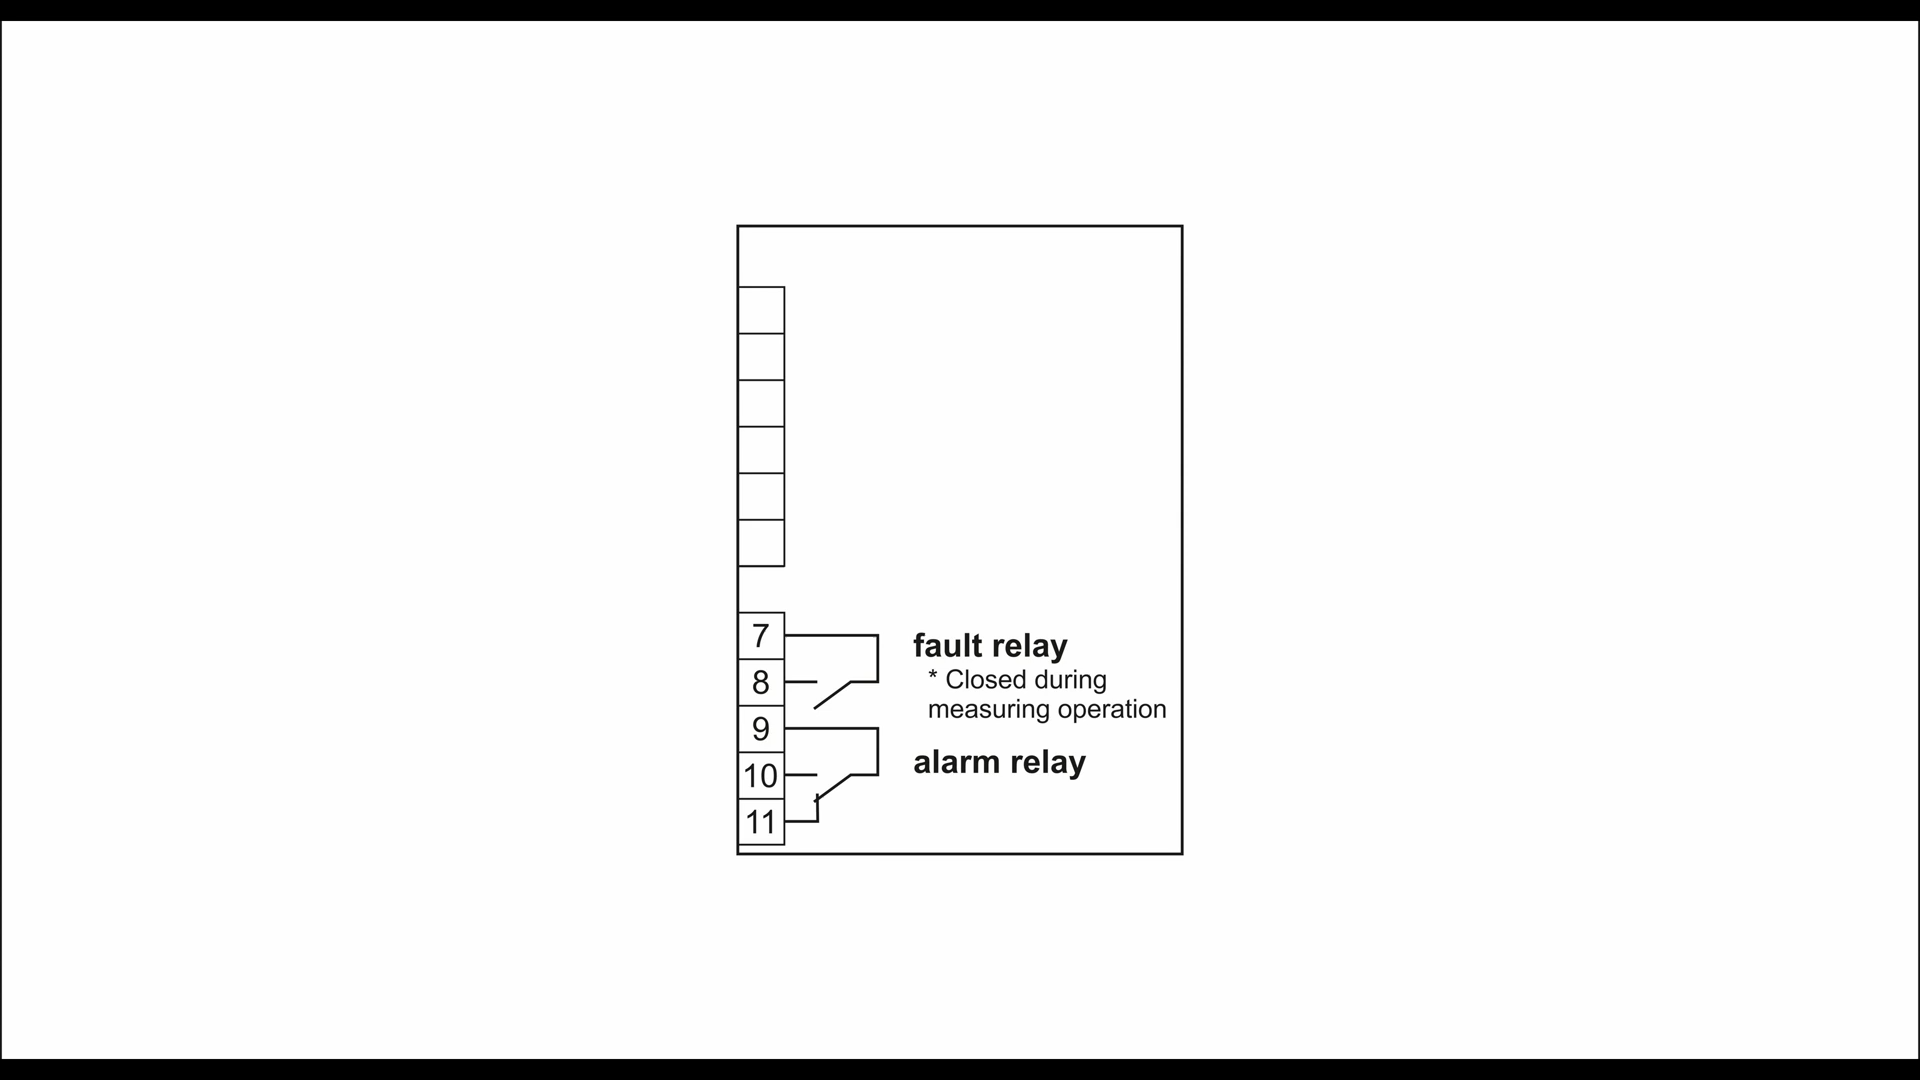 7
fault relay
8
* Closed during
measuring operation
9
alarm relay
10
11